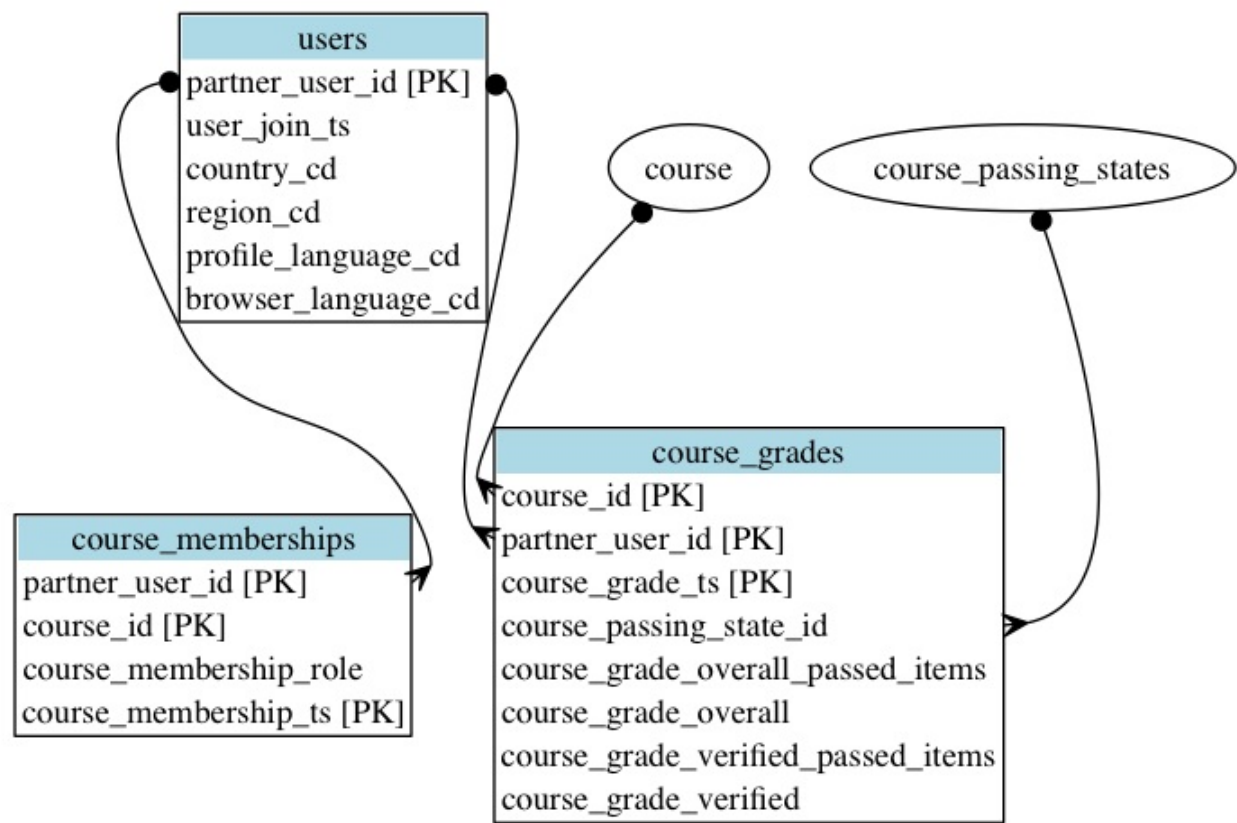 users
partner_user_id [PK]
user_join_ts
country_cd
region_cd
profile_language_cd
browser_language_cd
course
course_passing_states
course_memberships
partner_user_id [PK]
course_id [PK]
course_membership_role
course_membership_ts [PK]
course_grades
course_id [PK]
partner_user_id [PK]
course_grade_ts [PK]
course_passing_state_id
course_grade_overall_passed_items
course_grade_overall
course_grade_verified_passed_items
course_grade_verified